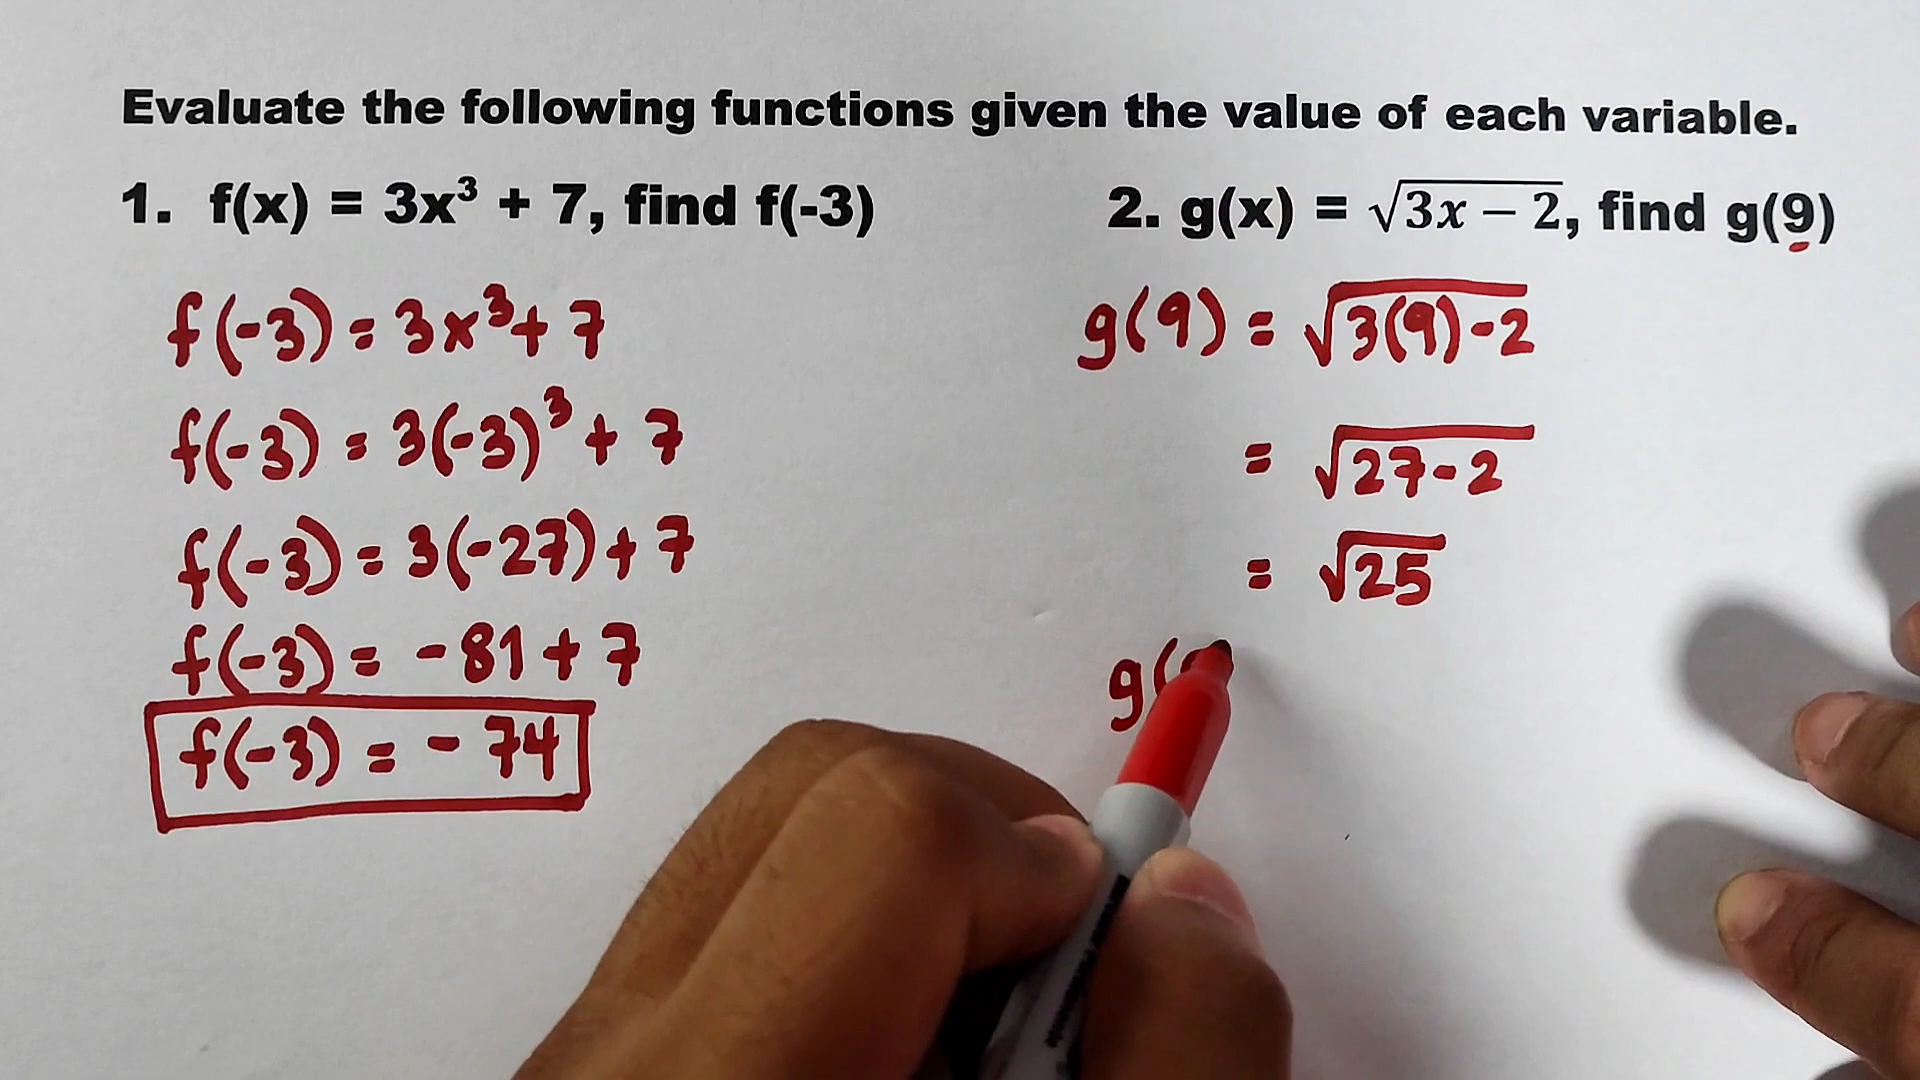 Evaluate the following functions given the value of each variable.
1. f(x) = 3x³ + 7, find f(-3)
f(-3) = 3x³ + 7
f(-3) = 3(-3)³ + 7
f(-3) = 3(-27) + 7
f(-3) = -81 + 7
f(-3) = -74
2. g(x) = √(3x − 2), find g(9)
g(9) = √(3(9)-2)
= √(27-2)
= √25
g(